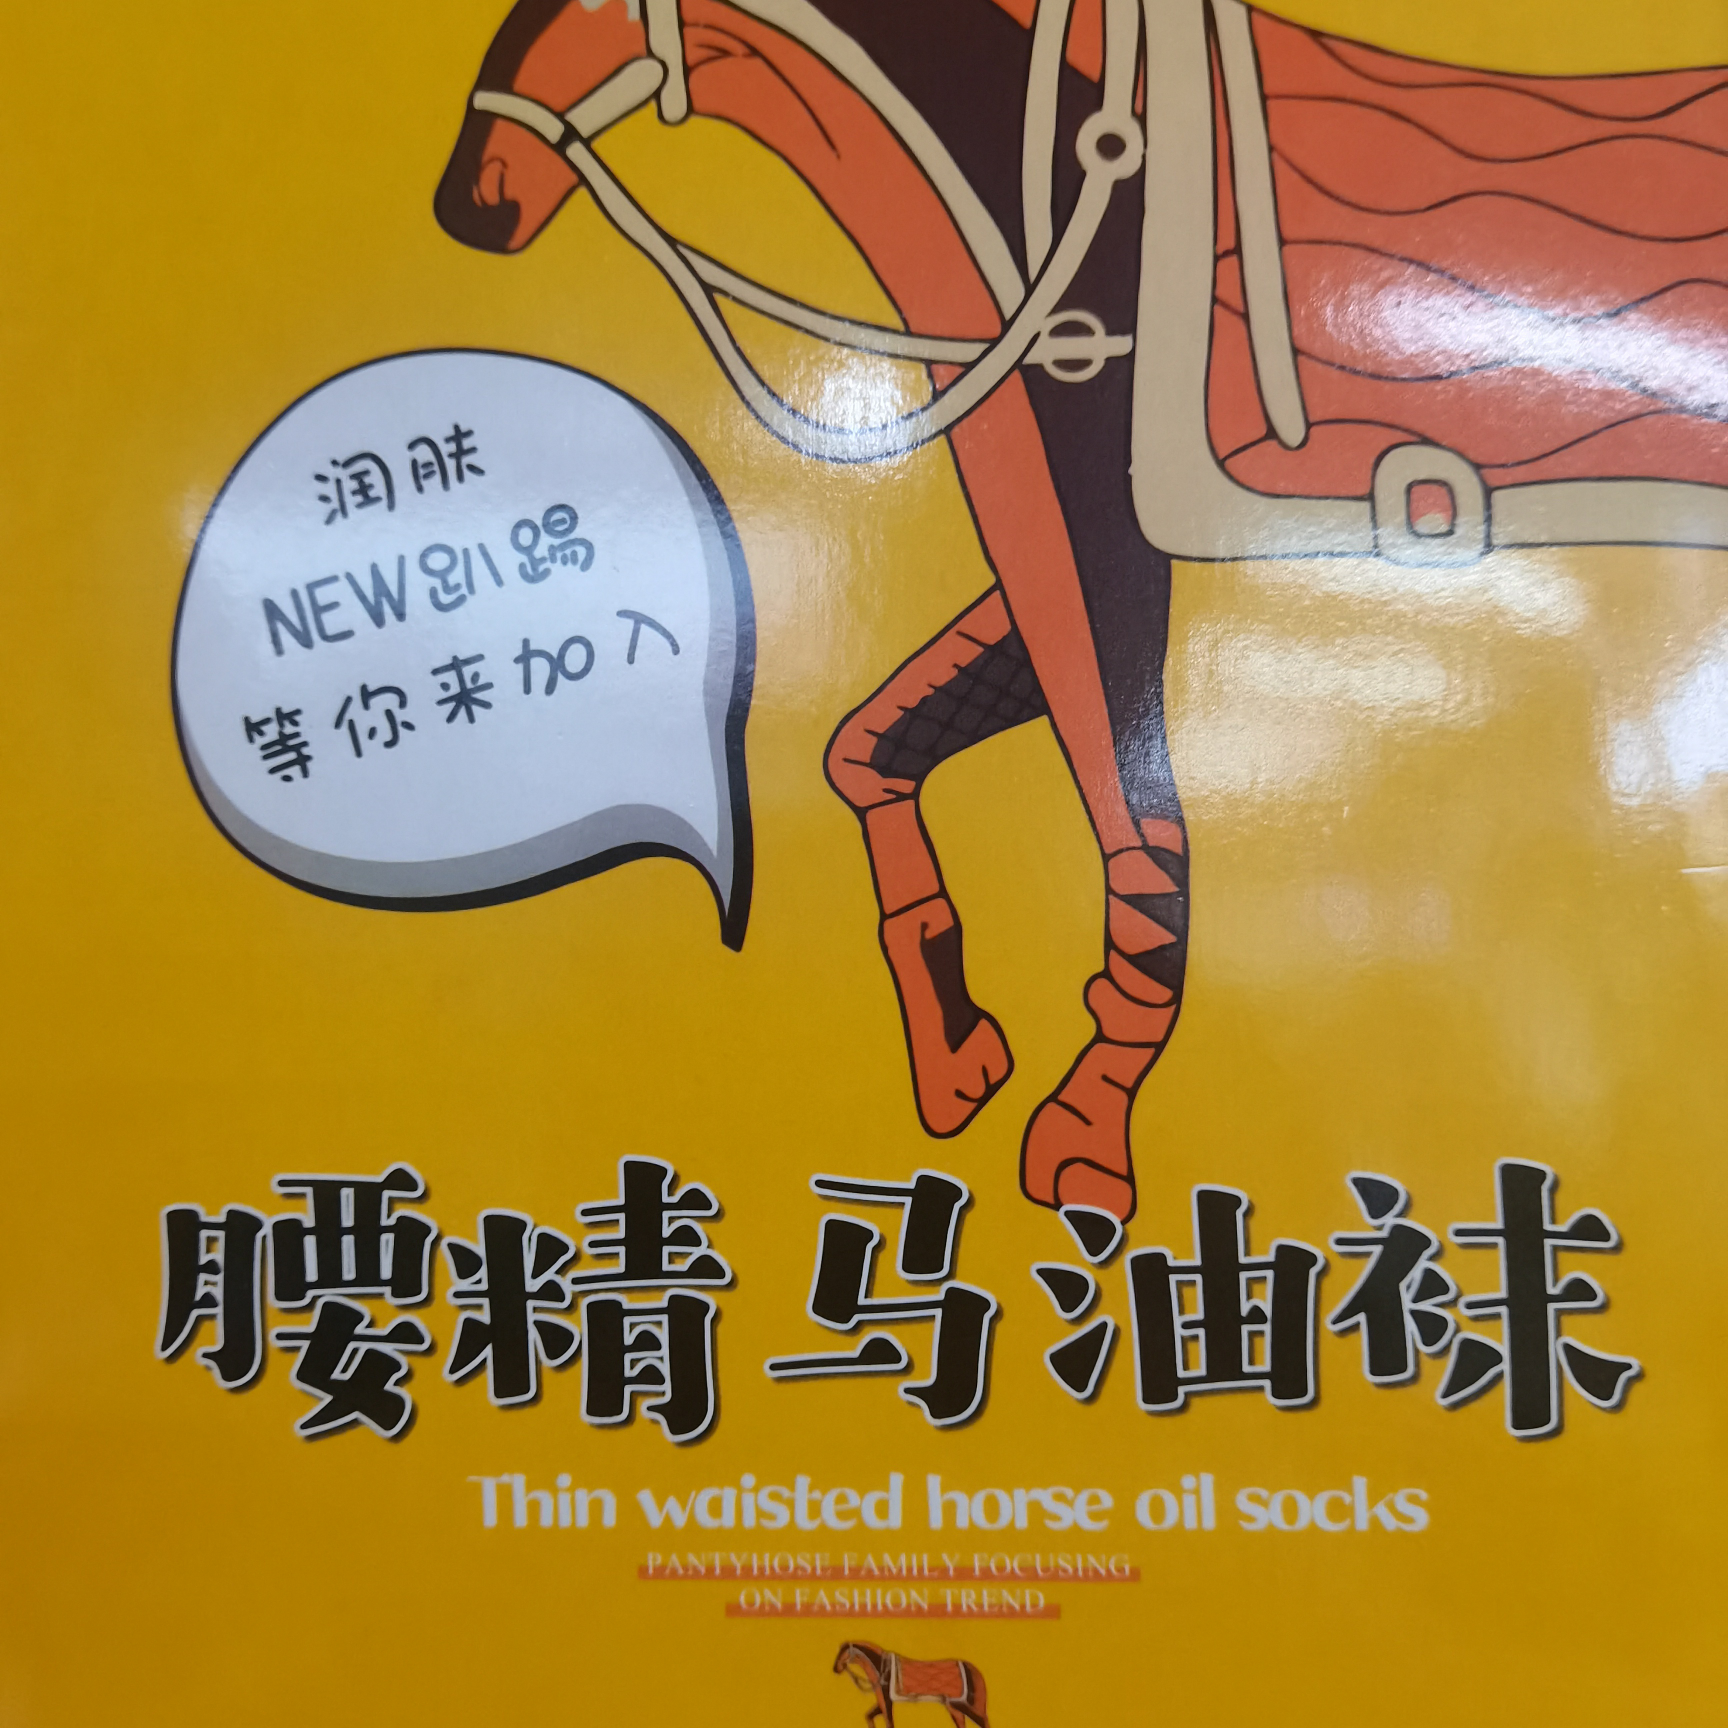 润肤
NEW趴踢
等你来加入
腰精马油袜
Thin waisted horse oil socks
PANTYHOSE FAMILY FOCUSING
ON FASHION TREND